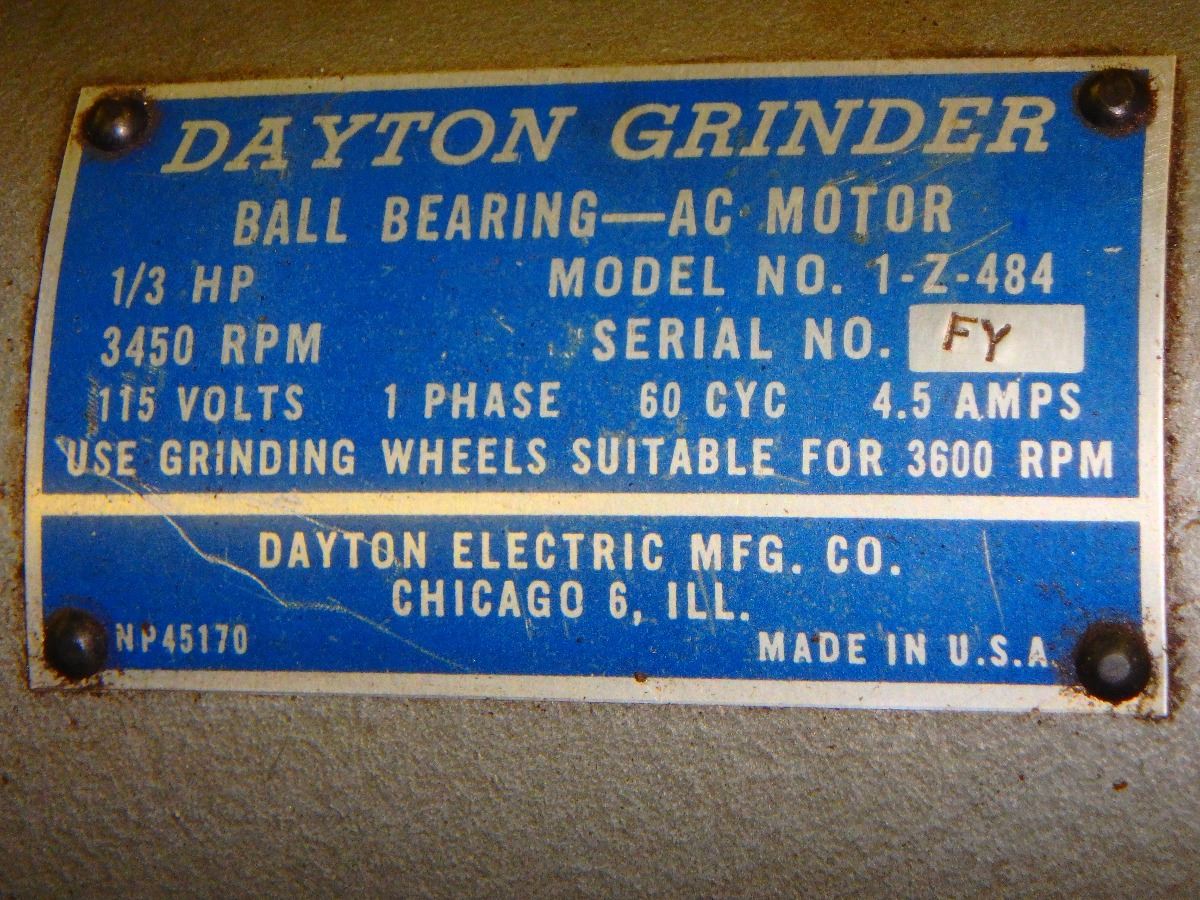 DAYTON GRINDER
BALL BEARING—AC MOTOR
1/3 HP MODEL NO. 1-Z-484
3450 RPM SERIAL NO. FY
115 VOLTS 1 PHASE 60 CYC 4.5 AMPS
USE GRINDING WHEELS SUITABLE FOR 3600 RPM
DAYTON ELECTRIC MFG. CO.
CHICAGO 6, ILL.
NP45170 MADE IN U.S.A.